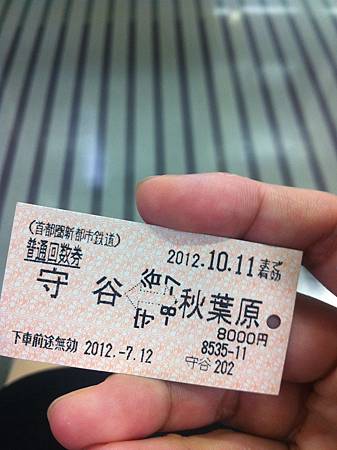 (首都圏新都市鉄道)
普通回数券
2012.10.11まで有効
守谷 秋葉原
8000円
下車前途無効 2012.-7.12
8535-11
守谷 202